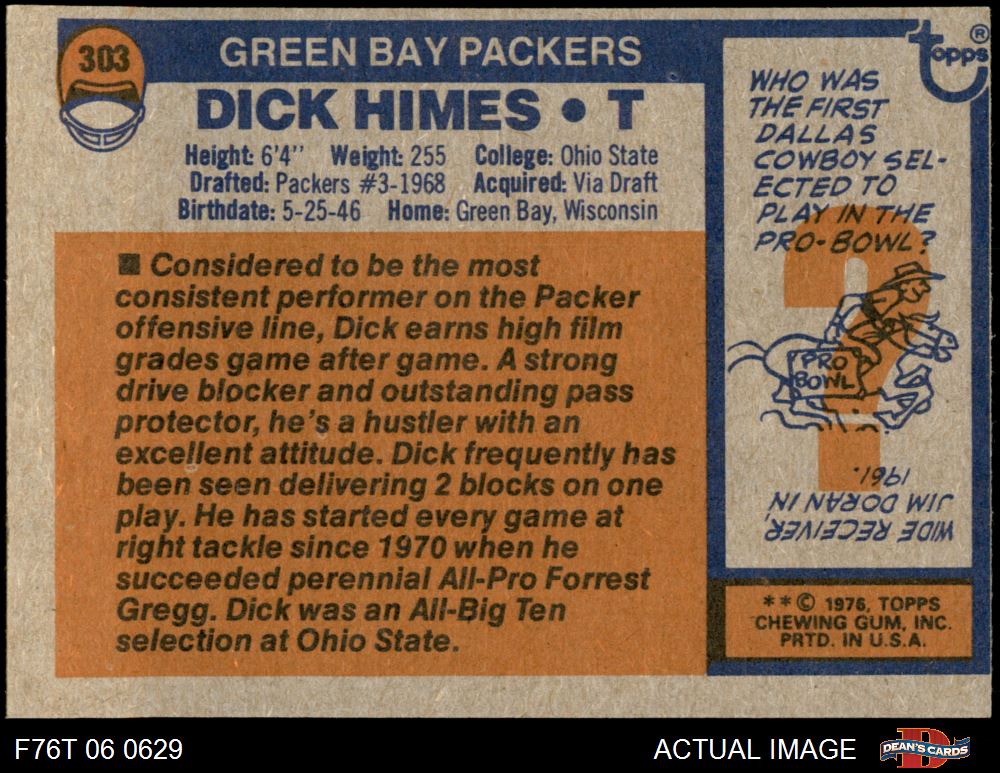 303
GREEN BAY PACKERS
DICK HIMES • T
Height: 6'4'' Weight: 255 College: Ohio State
Drafted: Packers #3-1968 Acquired: Via Draft
Birthdate: 5-25-46 Home: Green Bay, Wisconsin
■ Considered to be the most
consistent performer on the Packer
offensive line, Dick earns high film
grades game after game. A strong
drive blocker and outstanding pass
protector, he's a hustler with an
excellent attitude. Dick frequently has
been seen delivering 2 blocks on one
play. He has started every game at
right tackle since 1970 when he
succeeded perennial All-Pro Forrest
Gregg. Dick was an All-Big Ten
selection at Ohio State.
Topps ®
WHO WAS
THE FIRST
DALLAS
COWBOY SEL-
ECTED TO
PLAY IN THE
PRO-BOWL?
?
PRO
BOWL
WIDE RECEIVER,
JIM DORAN IN
1961.
**© 1976, TOPPS
CHEWING GUM, INC.
PRTD. IN U.S.A.
F76T 06 0629
ACTUAL IMAGE
D
DEAN'S CARDS